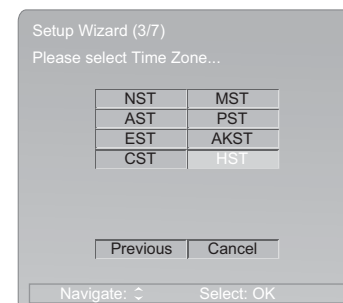 Setup Wizard (3/7)
Please select Time Zone...
NST MST
AST PST
EST AKST
CST HST
Previous Cancel
Navigate: Select: OK